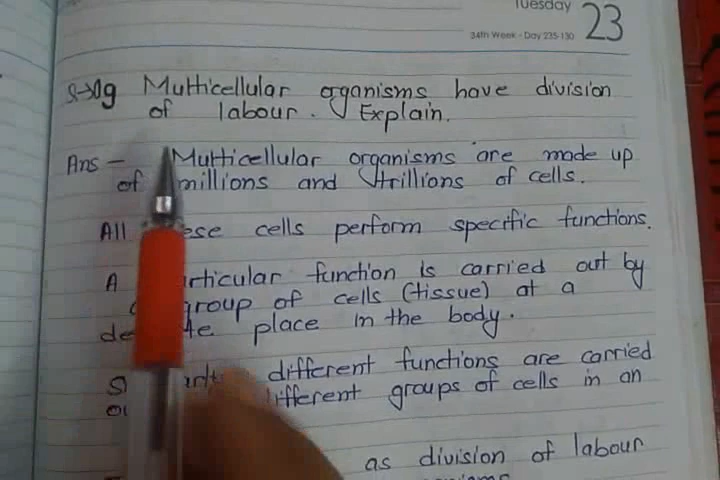 Tuesday 23
34th Week - Day 235-130
Multicellular organisms have division
of labour. Explain.
Ans - Multicellular organisms are made up
of millions and trillions of cells.
All cells perform specific functions.
A function is carried out by
group of cells (tissue) at a
place in the body.
different functions are carried
groups of cells in an
as division of labour